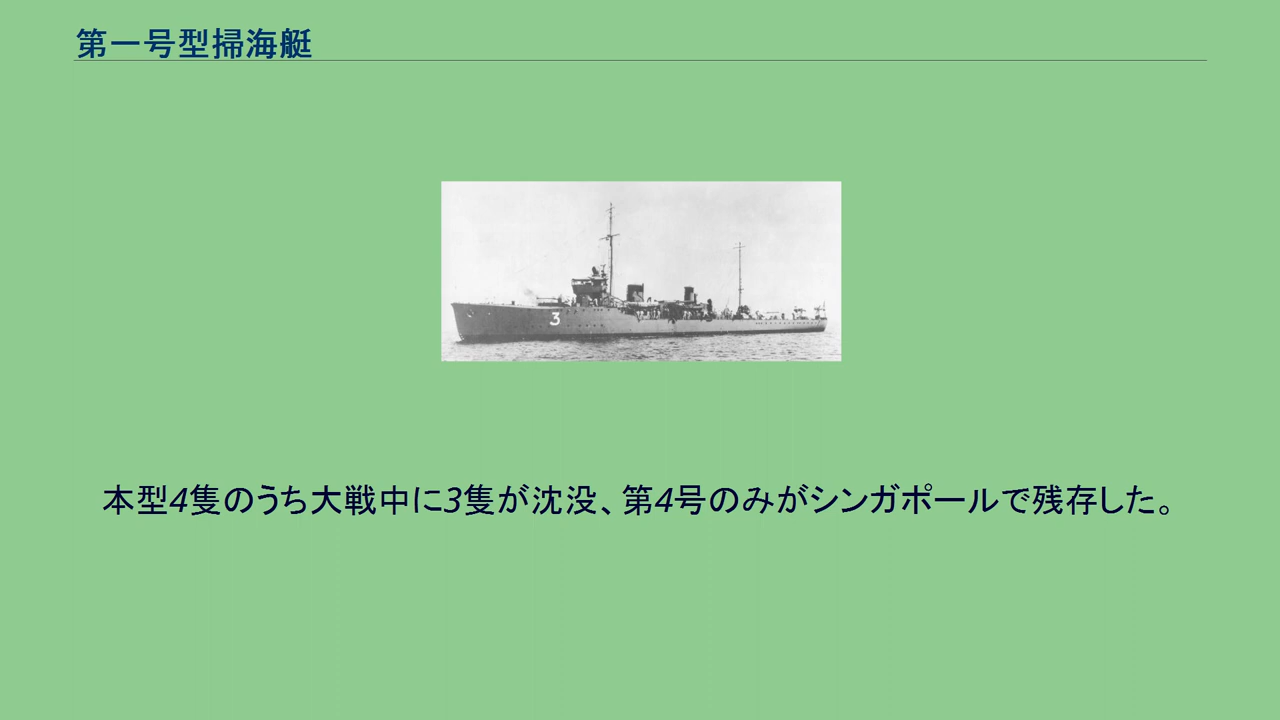 第一号型掃海艇
3
本型4隻のうち大戦中に3隻が沈没、第4号のみがシンガポールで残存した。